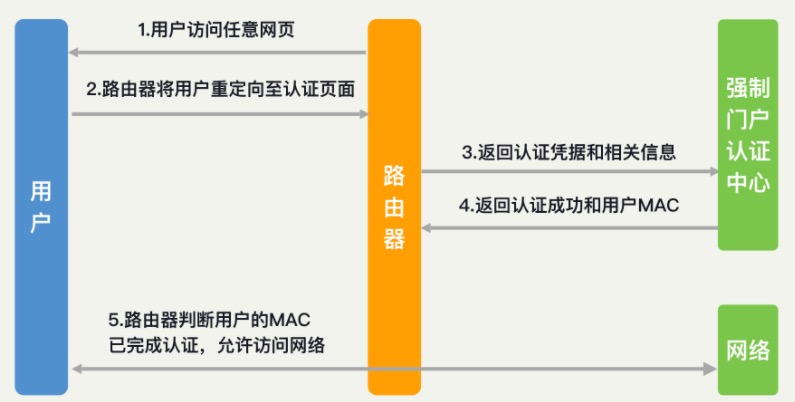 1.用户访问任意网页
2.路由器将用户重定向至认证页面
强制
门户
认证
中心
3.返回认证凭据和相关信息
用
户
路
由
器
4.返回认证成功和用户MAC
5.路由器判断用户的MAC
已完成认证，允许访问网络
网络